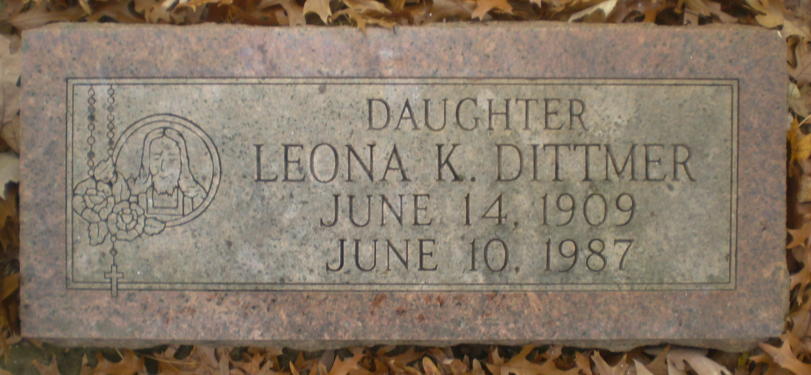 DAUGHTER
LEONA K. DITTMER
JUNE 14, 1909
JUNE 10, 1987